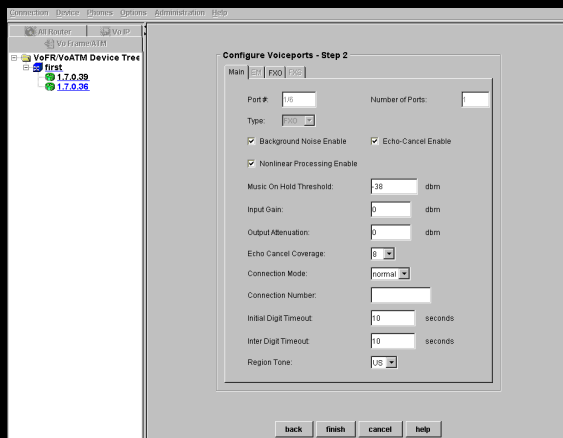 Connection Device Phones Options Administration Help
All Router Vo IP
Vo Frame/ATM
VoFR/VoATM Device Tree
first
1.7.0.39
1.7.0.36
Configure Voiceports - Step 2
Main EM FXO FXS
Port #: 1/6 Number of Ports: 1
Type: FXO
Background Noise Enable Echo-Cancel Enable
Nonlinear Processing Enable
Music On Hold Threshold: -38 dbm
Input Gain: 0 dbm
Output Attenuation: 0 dbm
Echo Cancel Coverage: 8
Connection Mode: normal
Connection Number:
Initial Digit Timeout: 10 seconds
Inter Digit Timeout: 10 seconds
Region Tone: US
back finish cancel help